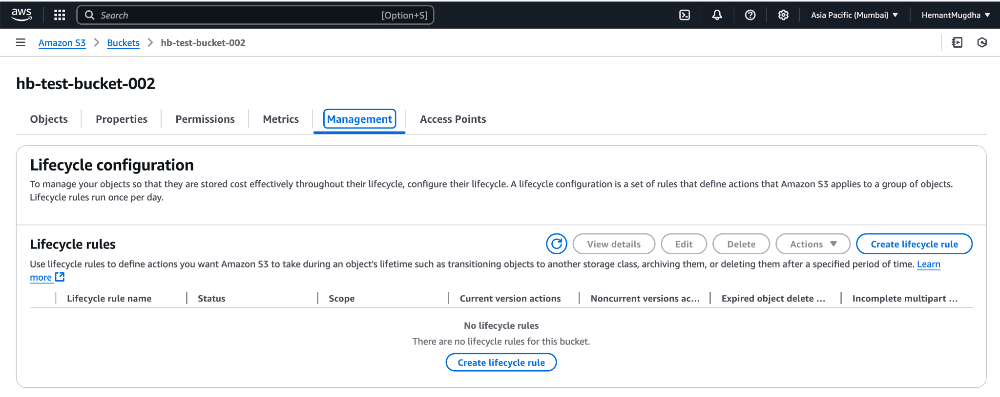 aws
Search [Option+S] Asia Pacific (Mumbai) HemantMugdha
Amazon S3 Buckets hb-test-bucket-002
hb-test-bucket-002
Objects Properties Permissions Metrics Management Access Points
Lifecycle configuration
To manage your objects so that they are stored cost effectively throughout their lifecycle, configure their lifecycle. A lifecycle configuration is a set of rules that define actions that Amazon S3 applies to a group of objects.
Lifecycle rules run once per day.
Lifecycle rules View details Edit Delete Actions Create lifecycle rule
Use lifecycle rules to define actions you want Amazon S3 to take during an object's lifetime such as transitioning objects to another storage class, archiving them, or deleting them after a specified period of time. Learn
more
Lifecycle rule name Status Scope Current version actions Noncurrent versions ac... Expired object delete ... Incomplete multipart ...
No lifecycle rules
There are no lifecycle rules for this bucket.
Create lifecycle rule